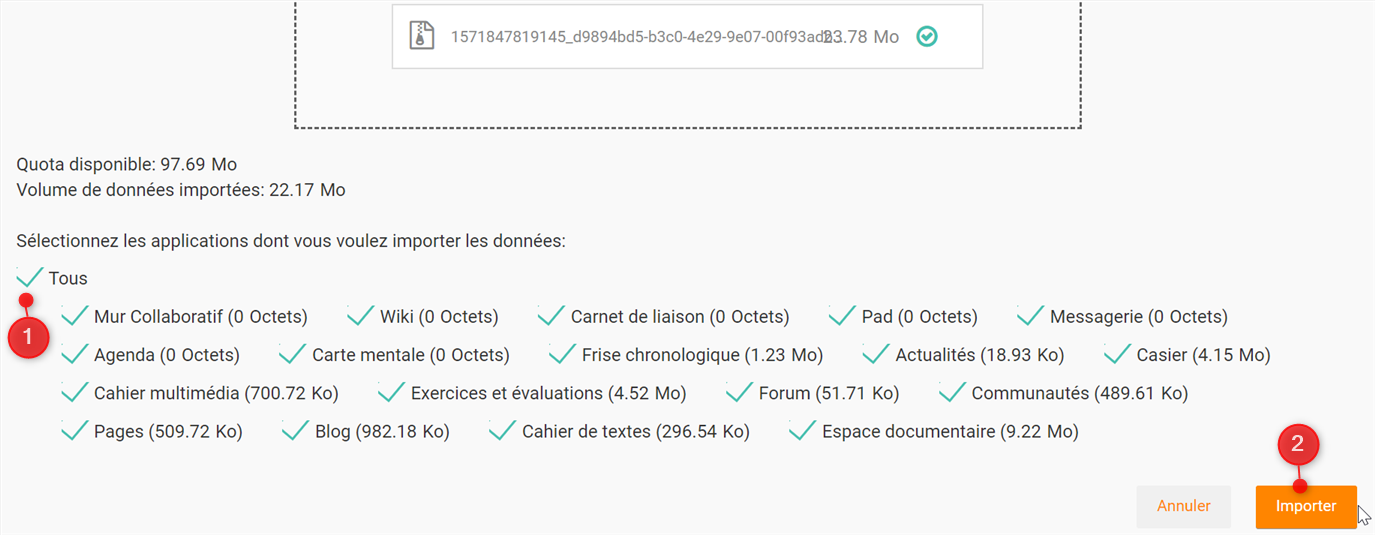 1571847819145_d9894bd5-b3c0-4e29-9e07-00f93 23.78 Mo
Quota disponible: 97.69 Mo
Volume de données importées: 22.17 Mo
Sélectionnez les applications dont vous voulez importer les données:
Tous
1
Mur Collaboratif (0 Octets) Wiki (0 Octets) Carnet de liaison (0 Octets) Pad (0 Octets) Messagerie (0 Octets)
Agenda (0 Octets) Carte mentale (0 Octets) Frise chronologique (1.23 Mo) Actualités (18.93 Ko) Casier (4.15 Mo)
Cahier multimédia (700.72 Ko) Exercices et évaluations (4.52 Mo) Forum (51.71 Ko) Communautés (489.61 Ko)
Pages (509.72 Ko) Blog (982.18 Ko) Cahier de textes (296.54 Ko) Espace documentaire (9.22 Mo)
2
Annuler Importer